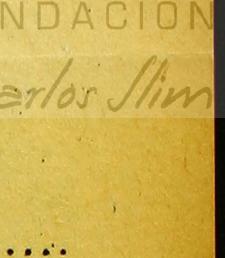 NDACION
arlos Slim
....